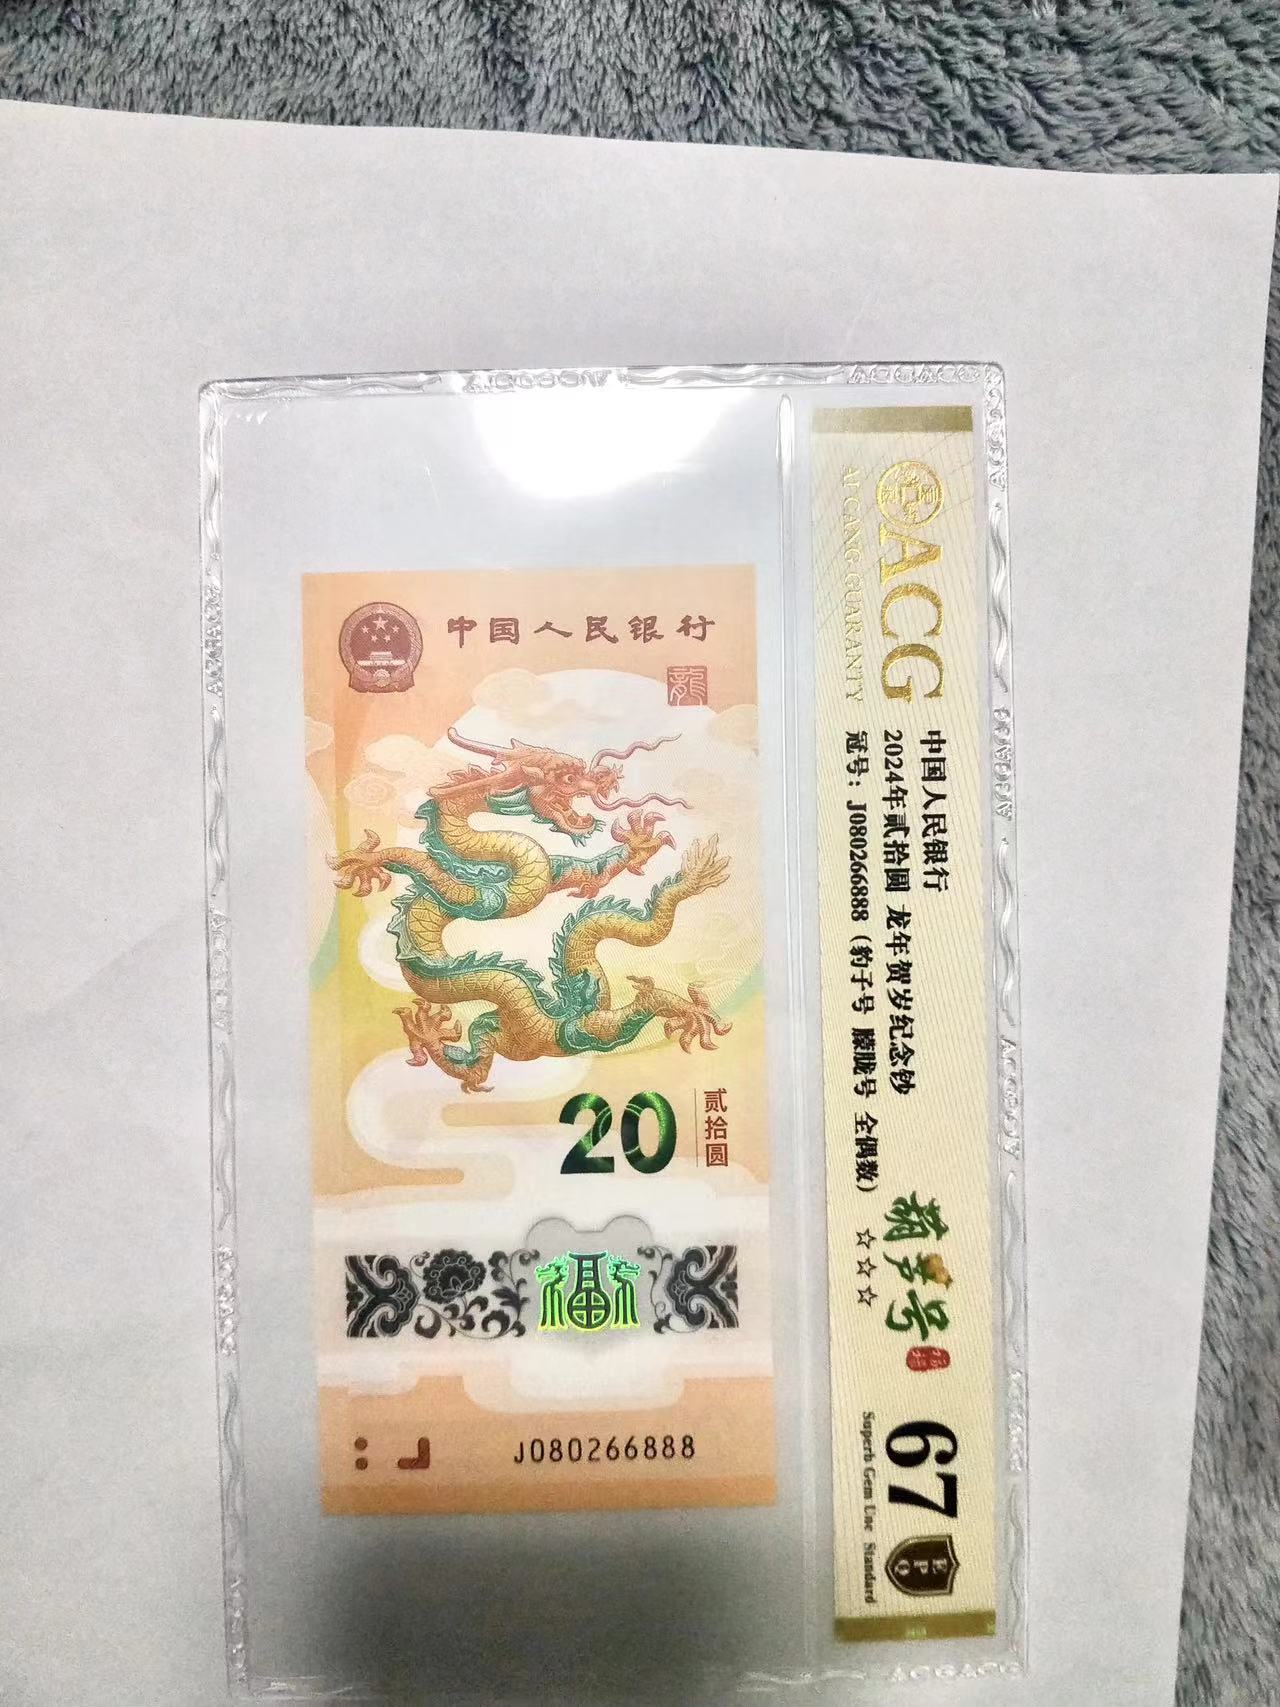 中国人民银行
龍
20
贰拾圆
福
J080266888
ACG
AI CANG GUARANTY
中国人民银行
2024年贰拾圆 龙年贺岁纪念钞
冠号：J080266888（豹子号 朦胧号 全偶数）
葫芦号
☆☆☆
67
EPQ
Superb Gem Unc Standard